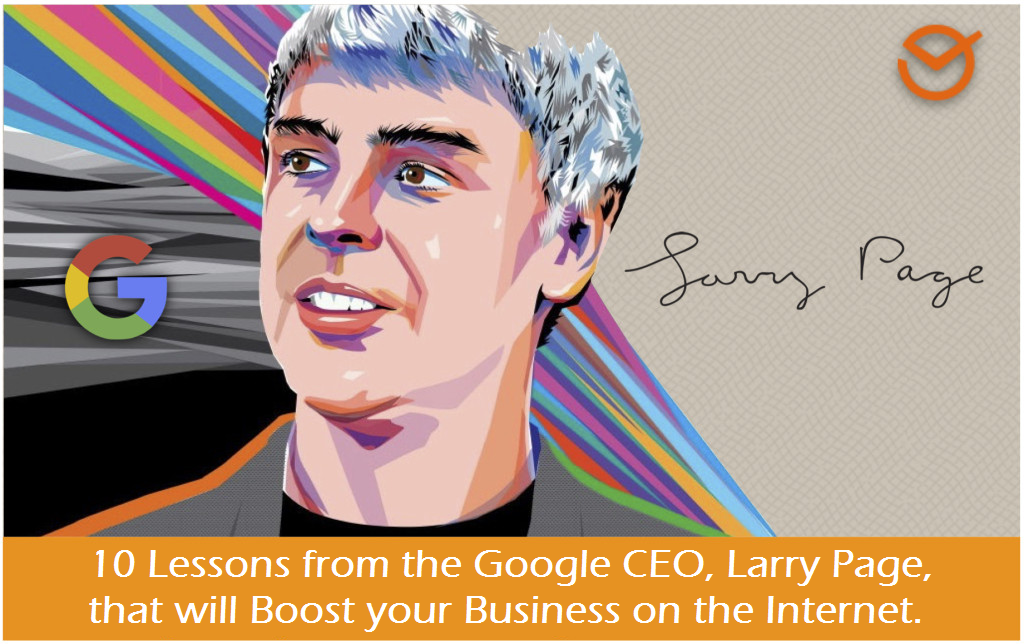 Larry Page
10 Lessons from the Google CEO, Larry Page,
that will Boost your Business on the Internet.